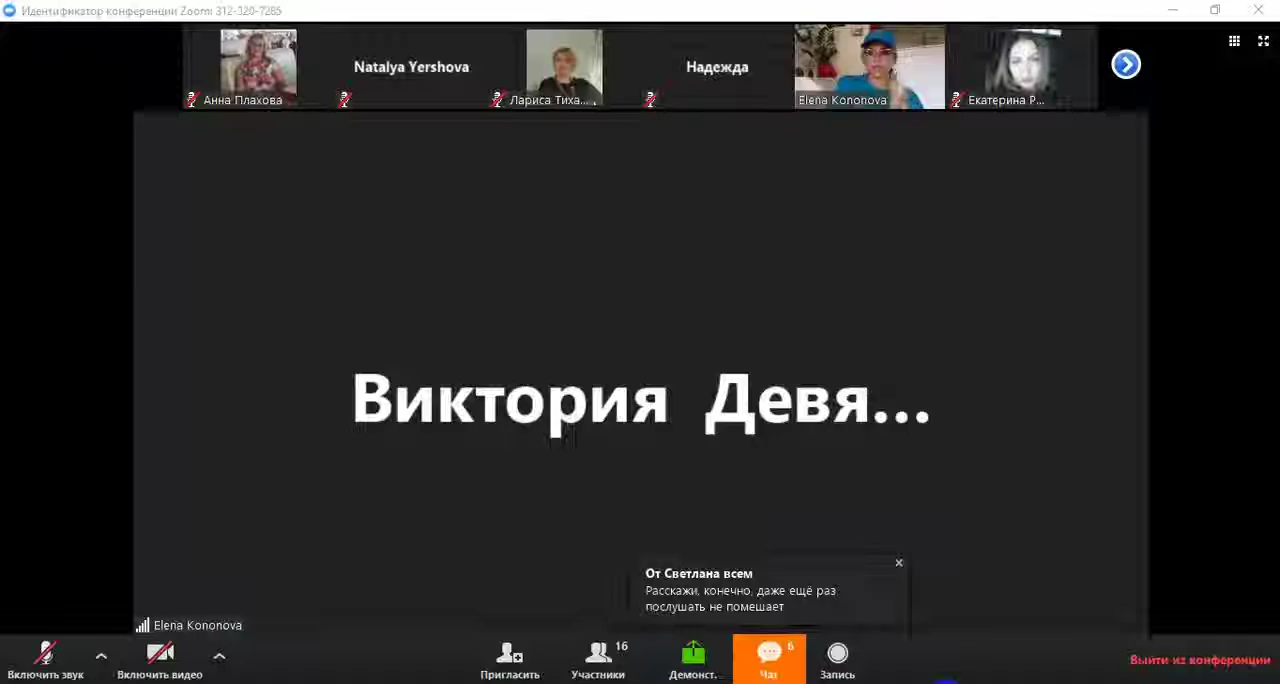 Идентификатор конференции Zoom: 312-320-7285
Анна Плахова
Natalya Yershova
Лариса Тиха...
Надежда
Elena Kononova
Екатерина Р...
Виктория Девя...
От Светлана всем
Расскажи, конечно, даже ещё раз
послушать не помешает
Elena Kononova
Включить звук
Включить видео
Пригласить
16
Участники
Демонст.
6
Чат
Запись
Выйти из конференции